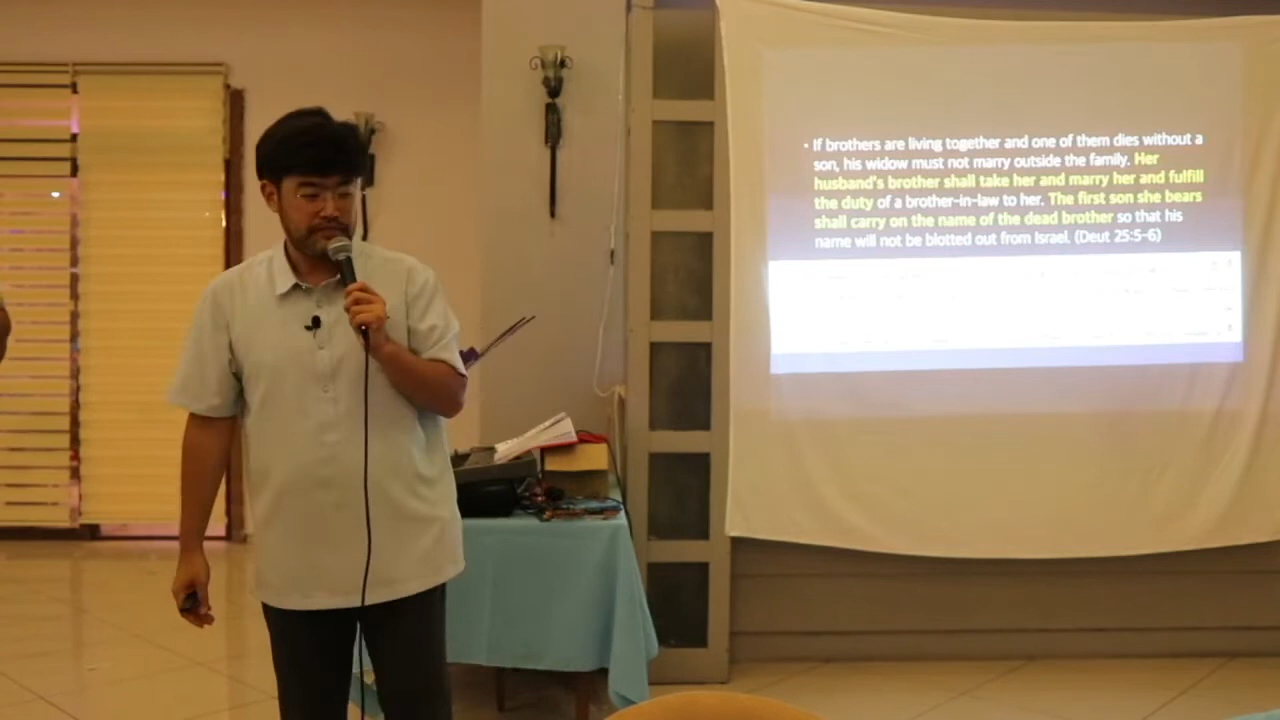 • If brothers are living together and one of them dies without a
son, his widow must not marry outside the family. Her
husband's brother shall take her and marry her and fulfill
the duty of a brother-in-law to her. The first son she bears
shall carry on the name of the dead brother so that his
name will not be blotted out from Israel. (Deut 25:5-6)